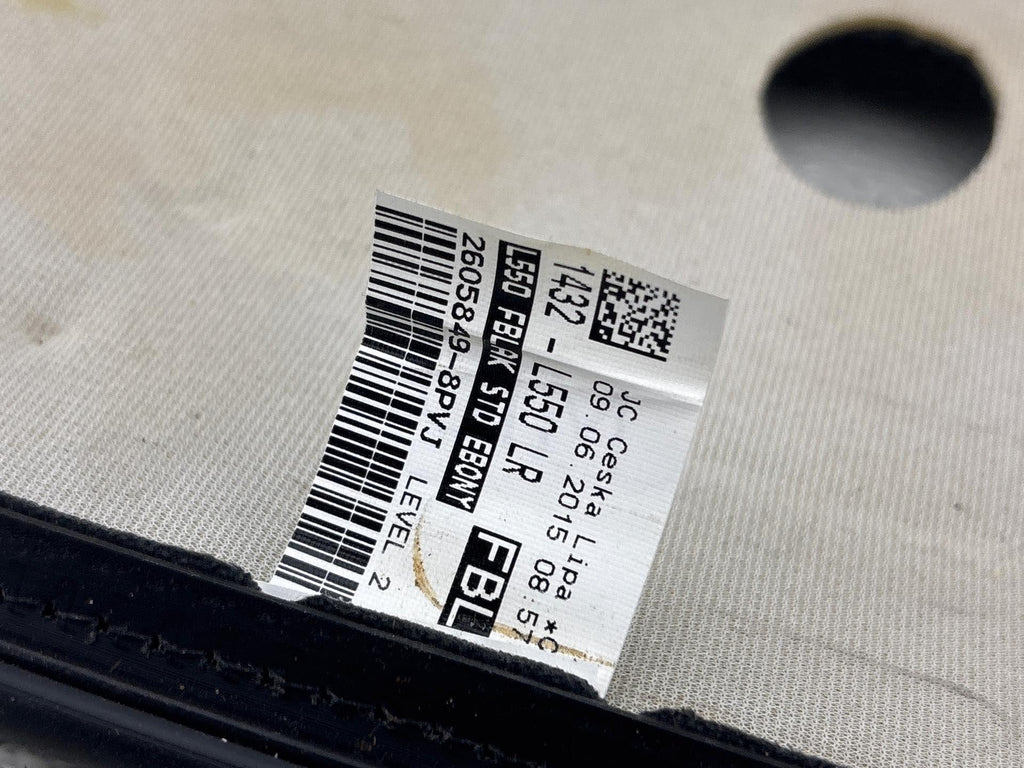 JC Ceska Lipa *C
09.06.2015 08:57
1432 - L550 LR
L550 FBLAK STD EBONY
FBL
2605849-8PVJ LEVEL 2